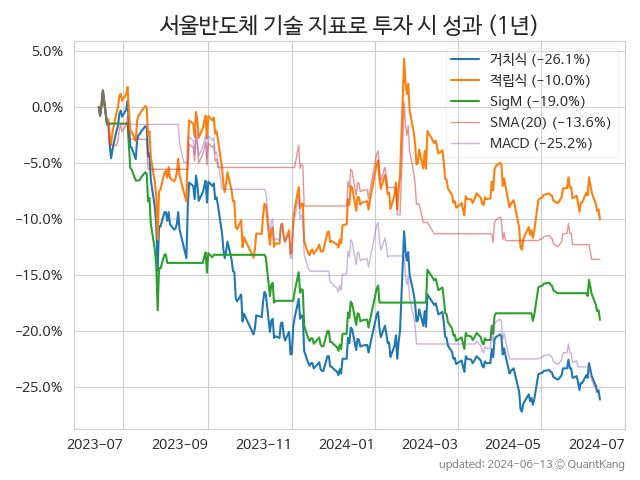 서울반도체 기술 지표로 투자 시 성과 (1년)
5.0%
0.0%
−5.0%
−10.0%
−15.0%
−20.0%
−25.0%
거치식 (−26.1%)
적립식 (−10.0%)
SigM (−19.0%)
SMA(20) (−13.6%)
MACD (−25.2%)
2023-07 2023-09 2023-11 2024-01 2024-03 2024-05 2024-07
updated: 2024-06-13 © QuantKang